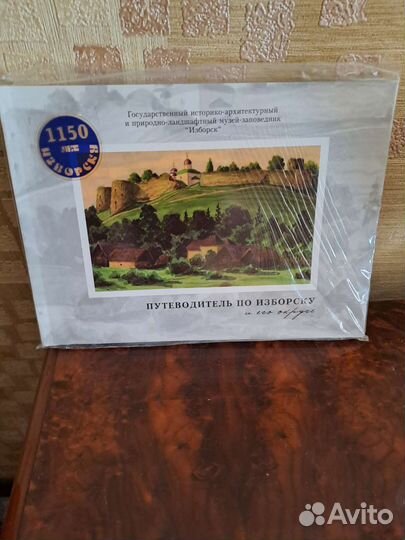 Государственный историко-архитектурный
и природно-ландшафтный музей-заповедник
"Изборск"
1150
лет
ИЗБОРСКУ
ПУТЕВОДИТЕЛЬ ПО ИЗБОРСКУ
и его округе
Avito